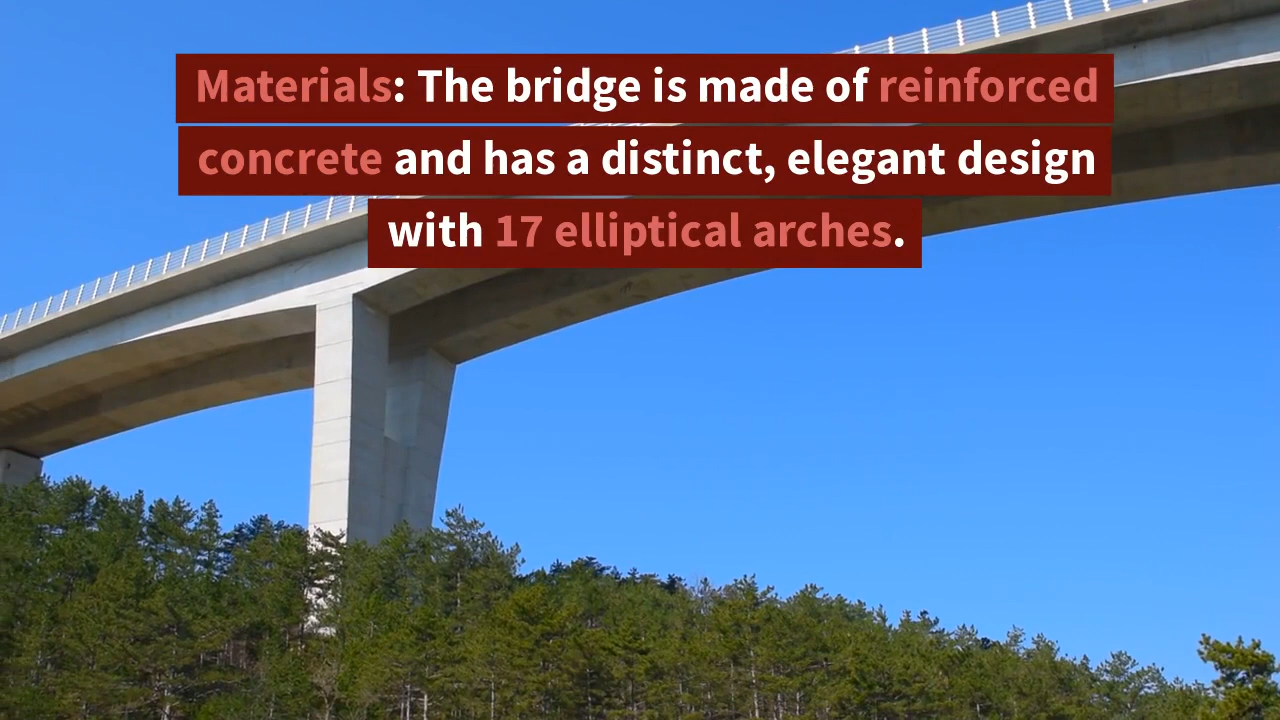 Materials: The bridge is made of reinforced
concrete and has a distinct, elegant design
with 17 elliptical arches.